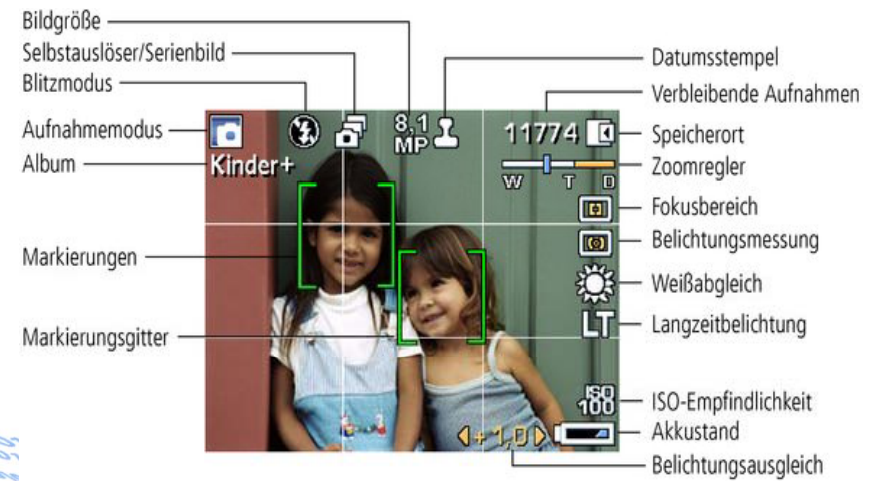 Bildgröße
Selbstauslöser/Serienbild
Blitzmodus
Aufnahmemodus
Album
Markierungen
Markierungsgitter
Datumsstempel
Verbleibende Aufnahmen
Speicherort
Zoomregler
Fokusbereich
Belichtungsmessung
Weißabgleich
Langzeitbelichtung
ISO-Empfindlichkeit
Akkustand
Belichtungsausgleich
8,1
MP
11774
Kinder+
W T D
LT
ISO
100
+1,0